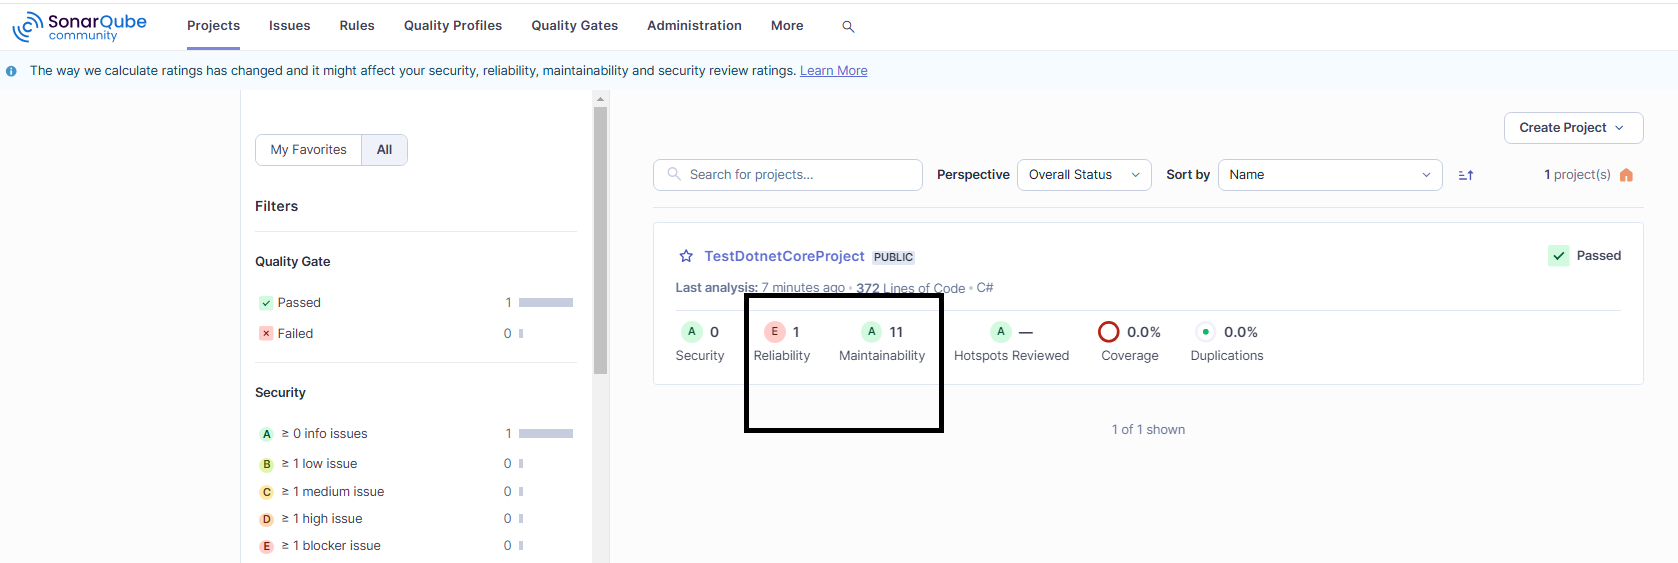 SonarQube
community
Projects Issues Rules Quality Profiles Quality Gates Administration More
The way we calculate ratings has changed and it might affect your security, reliability, maintainability and security review ratings. Learn More
My Favorites All
Filters
Quality Gate
Passed 1
Failed 0
Security
A ≥ 0 info issues 1
B ≥ 1 low issue 0
C ≥ 1 medium issue 0
D ≥ 1 high issue 0
E ≥ 1 blocker issue 0
Create Project
Search for projects... Perspective Overall Status Sort by Name 1 project(s)
TestDotnetCoreProject PUBLIC Passed
Last analysis: 7 minutes ago • 372 Lines of Code • C#
A 0 E 1 A 11 A — 0.0% 0.0%
Security Reliability Maintainability Hotspots Reviewed Coverage Duplications
1 of 1 shown